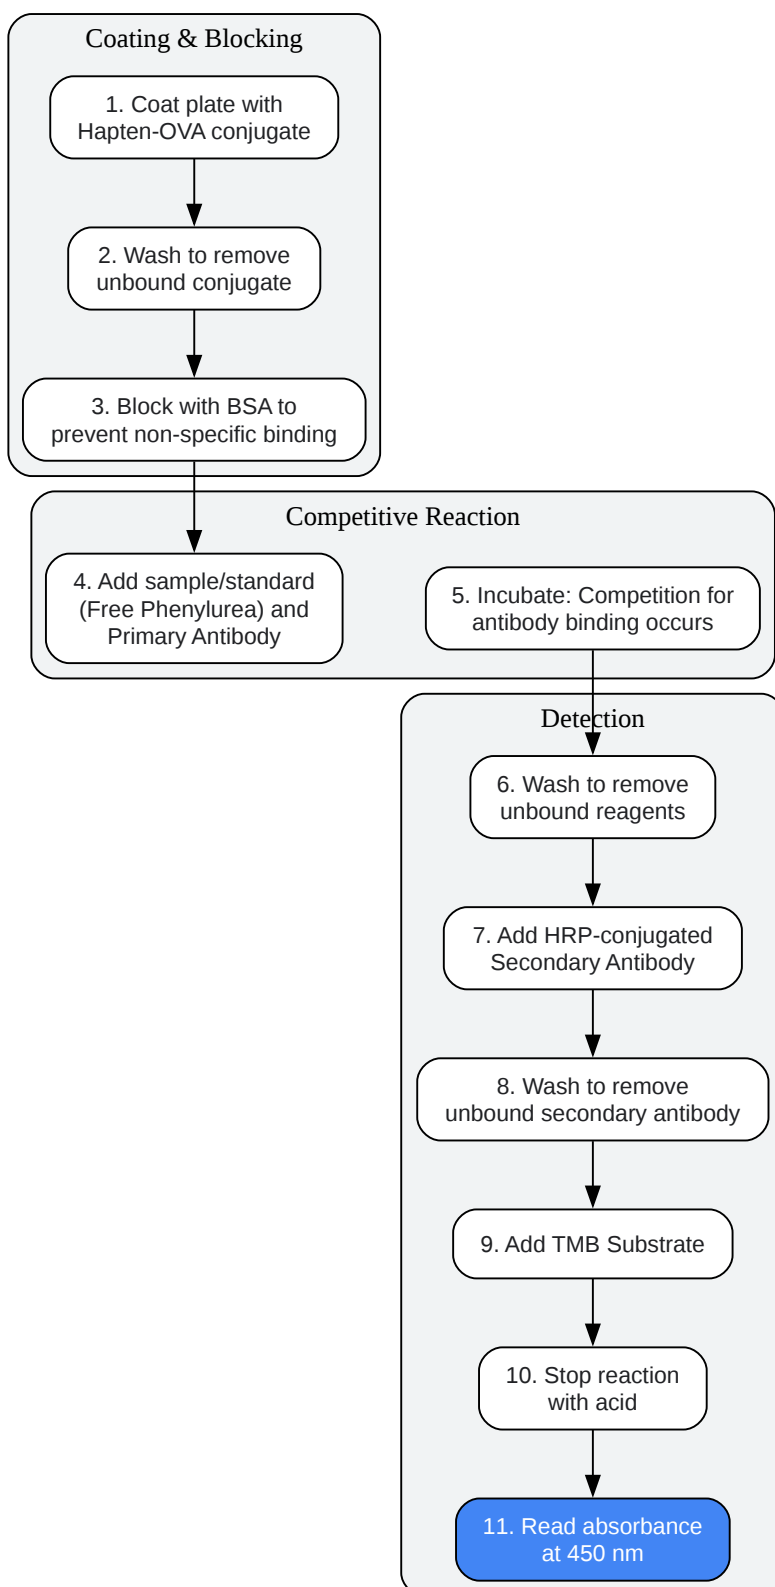 Coating & Blocking
1. Coat plate with
Hapten-OVA conjugate
2. Wash to remove
unbound conjugate
3. Block with BSA to
prevent non-specific binding
Competitive Reaction
4. Add sample/standard
(Free Phenylurea) and
Primary Antibody
5. Incubate: Competition for
antibody binding occurs
Detection
6. Wash to remove
unbound reagents
7. Add HRP-conjugated
Secondary Antibody
8. Wash to remove
unbound secondary antibody
9. Add TMB Substrate
10. Stop reaction
with acid
11. Read absorbance
at 450 nm